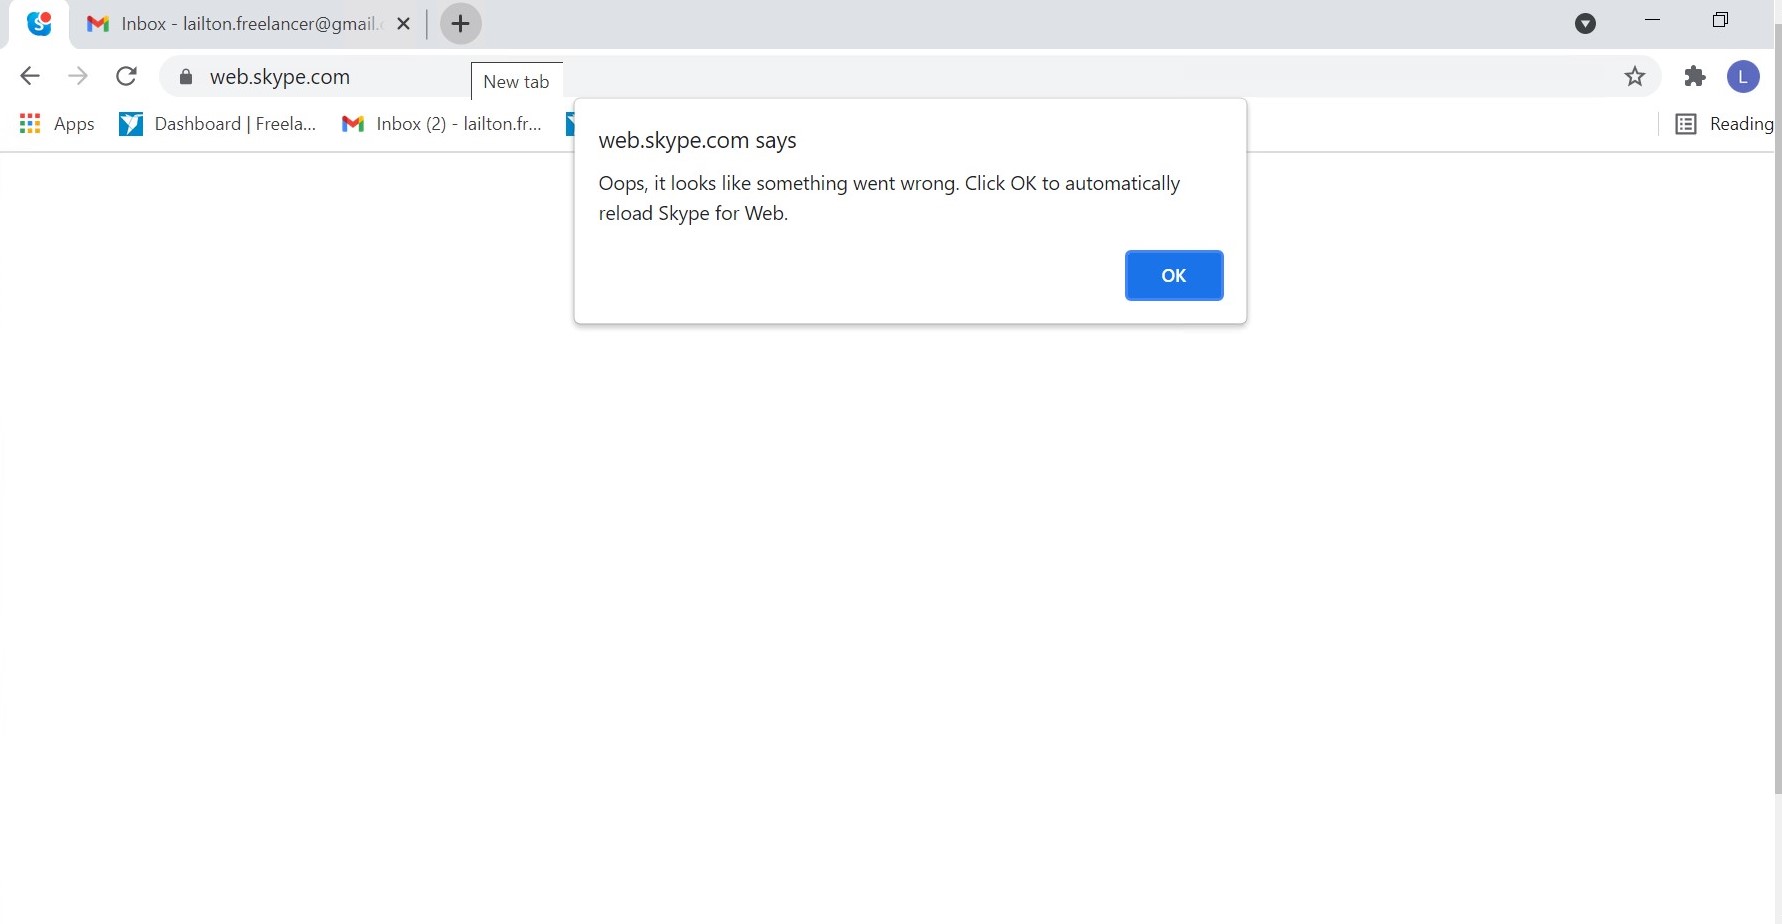 Inbox - lailton.freelancer@gmail.c
web.skype.com
New tab
L
Apps
Dashboard | Freela...
Inbox (2) - lailton.fr...
Reading
web.skype.com says
Oops, it looks like something went wrong. Click OK to automatically
reload Skype for Web.
OK